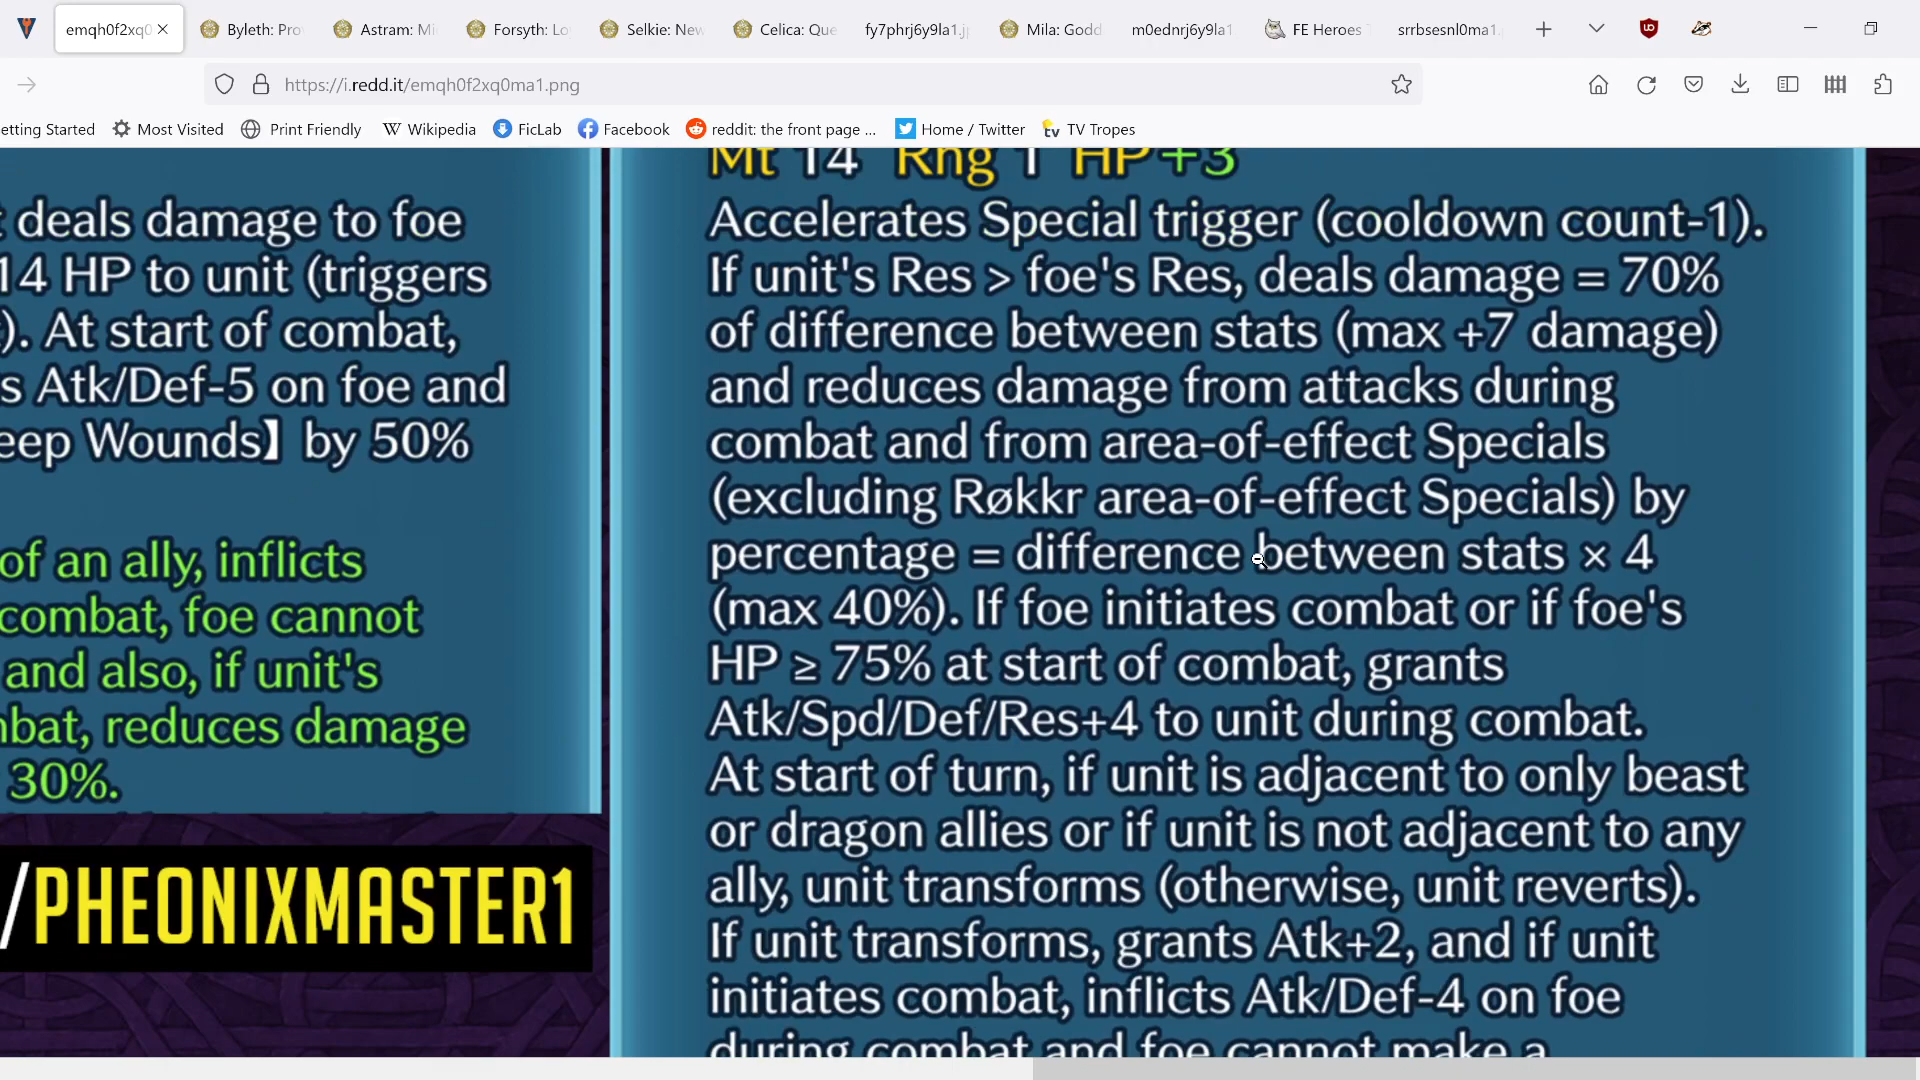 emqh0f2xq0
Byleth: Pro
Astram: Mi
Forsyth: Lo
Selkie: New
Celica: Que
fy7phrj6y9la1.j
Mila: Godd
m0ednrj6y9la1
FE Heroes
srrbsesnl0ma1.
https://i.redd.it/emqh0f2xq0ma1.png
etting Started
Most Visited
Print Friendly
Wikipedia
FicLab
Facebook
reddit: the front page ...
Home / Twitter
TV Tropes
deals damage to foe
14 HP to unit (triggers
). At start of combat,
s Atk/Def-5 on foe and
eep Wounds】 by 50%
of an ally, inflicts
combat, foe cannot
and also, if unit's
bat, reduces damage
30%.
/PHEONIXMASTER1
Mt 14 Rng 1 HP+3
Accelerates Special trigger (cooldown count-1).
If unit's Res > foe's Res, deals damage = 70%
of difference between stats (max +7 damage)
and reduces damage from attacks during
combat and from area-of-effect Specials
(excluding Røkkr area-of-effect Specials) by
percentage = difference between stats × 4
(max 40%). If foe initiates combat or if foe's
HP ≥ 75% at start of combat, grants
Atk/Spd/Def/Res+4 to unit during combat.
At start of turn, if unit is adjacent to only beast
or dragon allies or if unit is not adjacent to any
ally, unit transforms (otherwise, unit reverts).
If unit transforms, grants Atk+2, and if unit
initiates combat, inflicts Atk/Def-4 on foe
during combat and foe cannot make a